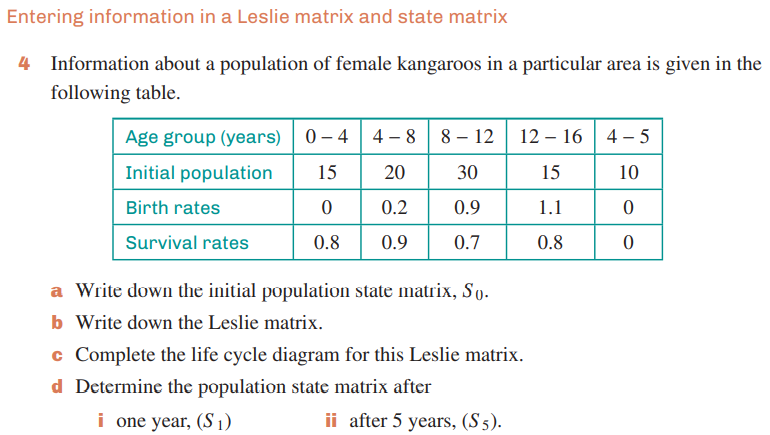 Entering information in a Leslie matrix and state matrix
4 Information about a population of female kangaroos in a particular area is given in the
following table.
Age group (years) 0 – 4 4 – 8 8 – 12 12 – 16 4 – 5
Initial population 15 20 30 15 10
Birth rates 0 0.2 0.9 1.1 0
Survival rates 0.8 0.9 0.7 0.8 0
a Write down the initial population state matrix, S₀.
b Write down the Leslie matrix.
c Complete the life cycle diagram for this Leslie matrix.
d Determine the population state matrix after
i one year, (S₁) ii after 5 years, (S₅).